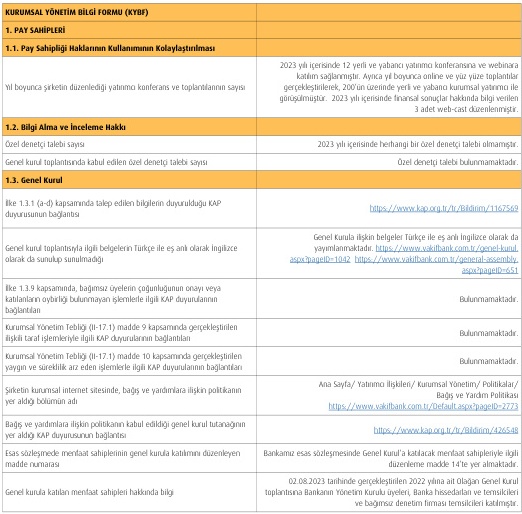 KURUMSAL YÖNETİM BİLGİ FORMU (KYBF)
1. PAY SAHİPLERİ
1.1. Pay Sahipliği Haklarının Kullanımının Kolaylaştırılması
Yıl boyunca şirketin düzenlediği yatırımcı konferans ve toplantılarının sayısı
2023 yılı içerisinde 12 yerli ve yabancı yatırımcı konferansına ve webinara
katılım sağlanmıştır. Ayrıca yıl boyunca online ve yüz yüze toplantılar
gerçekleştirilerek, 200'ün üzerinde yerli ve yabancı kurumsal yatırımcı ile
görüşülmüştür. 2023 yılı içerisinde finansal sonuçlar hakkında bilgi verilen
3 adet web-cast düzenlenmiştir.
1.2. Bilgi Alma ve İnceleme Hakkı
Özel denetçi talebi sayısı
2023 yılı içerisinde herhangi bir özel denetçi talebi olmamıştır.
Genel kurul toplantısında kabul edilen özel denetçi talebi sayısı
Özel denetçi talebi bulunmamaktadır.
1.3. Genel Kurul
İlke 1.3.1 (a-d) kapsamında talep edilen bilgilerin duyurulduğu KAP
duyurusunun bağlantısı
https://www.kap.org.tr/tr/Bildirim/1167569
Genel kurul toplantısıyla ilgili belgelerin Türkçe ile eş anlı olarak İngilizce
olarak da sunulup sunulmadığı
Genel Kurula ilişkin belgeler Türkçe ile eş anlı İngilizce olarak da
yayımlanmaktadır. https://www.vakifbank.com.tr/genel-kurul.
aspx?pageID=1042 https://www.vakifbank.com.tr/general-assembly.
aspx?pageID=651
İlke 1.3.9 kapsamında, bağımsız üyelerin çoğunluğunun onayı veya
katılanların oybirliği bulunmayan işlemlerle ilgili KAP duyurularının
bağlantıları
Bulunmamaktadır.
Kurumsal Yönetim Tebliği (II-17.1) madde 9 kapsamında gerçekleştirilen
ilişkili taraf işlemleriyle ilgili KAP duyurularının bağlantıları
Bulunmamaktadır.
Kurumsal Yönetim Tebliği (II-17.1) madde 10 kapsamında gerçekleştirilen
yaygın ve süreklilik arz eden işlemlerle ilgili KAP duyurularının bağlantıları
Bulunmamaktadır.
Şirketin kurumsal internet sitesinde, bağış ve yardımlara ilişkin politikanın
yer aldığı bölümün adı
Ana Sayfa/ Yatırımcı İlişkileri/ Kurumsal Yönetim/ Politikalar/
Bağış ve Yardım Politikası
https://www.vakifbank.com.tr/Default.aspx?pageID=2773
Bağış ve yardımlara ilişkin politikanın kabul edildiği genel kurul tutanağının
yer aldığı KAP duyurusunun bağlantısı
https://www.kap.org.tr/tr/Bildirim/426548
Esas sözleşmede menfaat sahiplerinin genel kurula katılımını düzenleyen
madde numarası
Bankamız esas sözleşmesinde Genel Kurul'a katılacak menfaat sahipleriyle ilgili
düzenleme madde 14'te yer almaktadır.
Genel kurula katılan menfaat sahipleri hakkında bilgi
02.08.2023 tarihinde gerçekleştirilen 2022 yılına ait Olağan Genel Kurul
toplantısına Bankanın Yönetim Kurulu üyeleri, Banka hissedarları ve temsilcileri
ve bağımsız denetim firması temsilcileri katılmıştır.